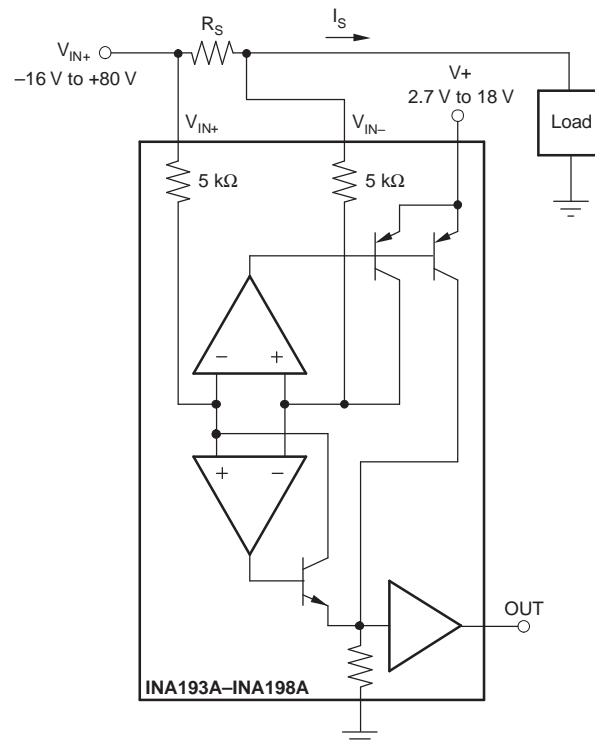 R_S
I_S
V_IN+
–16 V to +80 V
V+
2.7 V to 18 V
Load
V_IN+
V_IN–
5 kΩ
5 kΩ
– +
+ –
OUT
INA193A–INA198A